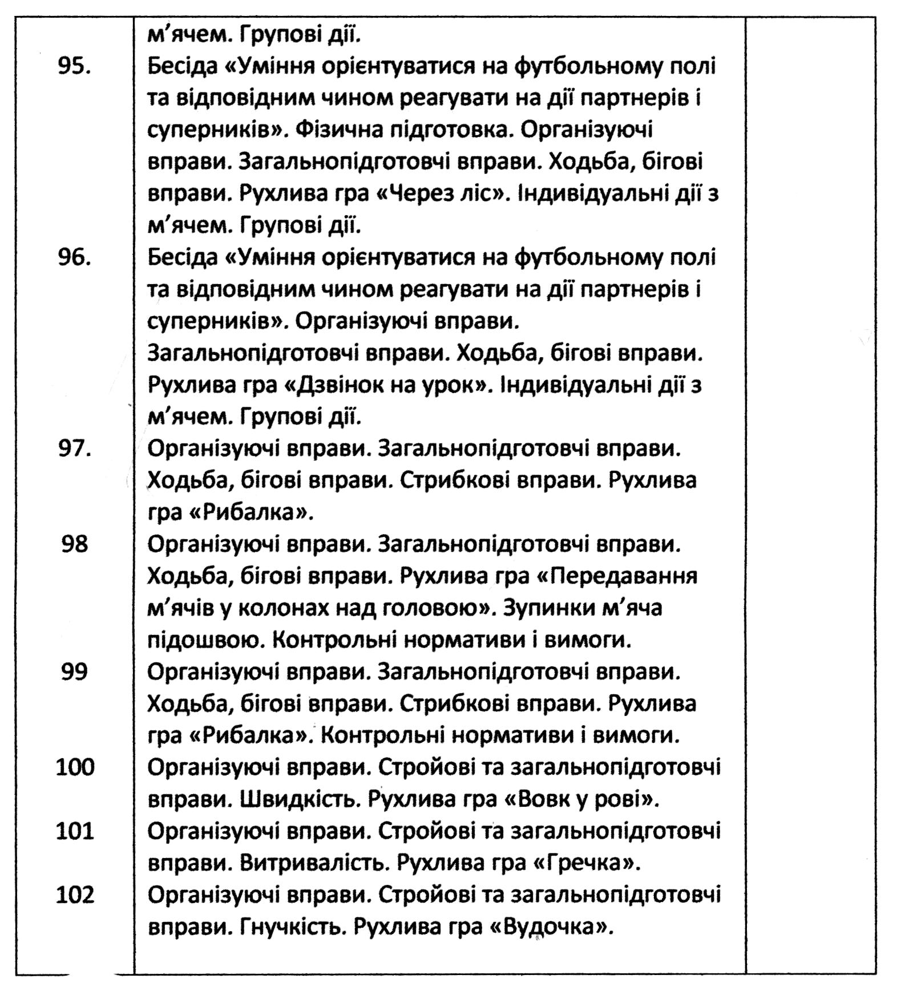 м’ячем. Групові дії.
95. Бесіда «Уміння орієнтуватися на футбольному полі
та відповідним чином реагувати на дії партнерів і
суперників». Фізична підготовка. Організуючі
вправи. Загальнопідготовчі вправи. Ходьба, бігові
вправи. Рухлива гра «Через ліс». Індивідуальні дії з
м’ячем. Групові дії.
96. Бесіда «Уміння орієнтуватися на футбольному полі
та відповідним чином реагувати на дії партнерів і
суперників». Організуючі вправи.
Загальнопідготовчі вправи. Ходьба, бігові вправи.
Рухлива гра «Дзвінок на урок». Індивідуальні дії з
м’ячем. Групові дії.
97. Організуючі вправи. Загальнопідготовчі вправи.
Ходьба, бігові вправи. Стрибкові вправи. Рухлива
гра «Рибалка».
98 Організуючі вправи. Загальнопідготовчі вправи.
Ходьба, бігові вправи. Рухлива гра «Передавання
м’ячів у колонах над головою». Зупинки м’яча
підошвою. Контрольні нормативи і вимоги.
99 Організуючі вправи. Загальнопідготовчі вправи.
Ходьба, бігові вправи. Стрибкові вправи. Рухлива
гра «Рибалка». Контрольні нормативи і вимоги.
100 Організуючі вправи. Стройові та загальнопідготовчі
вправи. Швидкість. Рухлива гра «Вовк у рові».
101 Організуючі вправи. Стройові та загальнопідготовчі
вправи. Витривалість. Рухлива гра «Гречка».
102 Організуючі вправи. Стройові та загальнопідготовчі
вправи. Гнучкість. Рухлива гра «Вудочка».